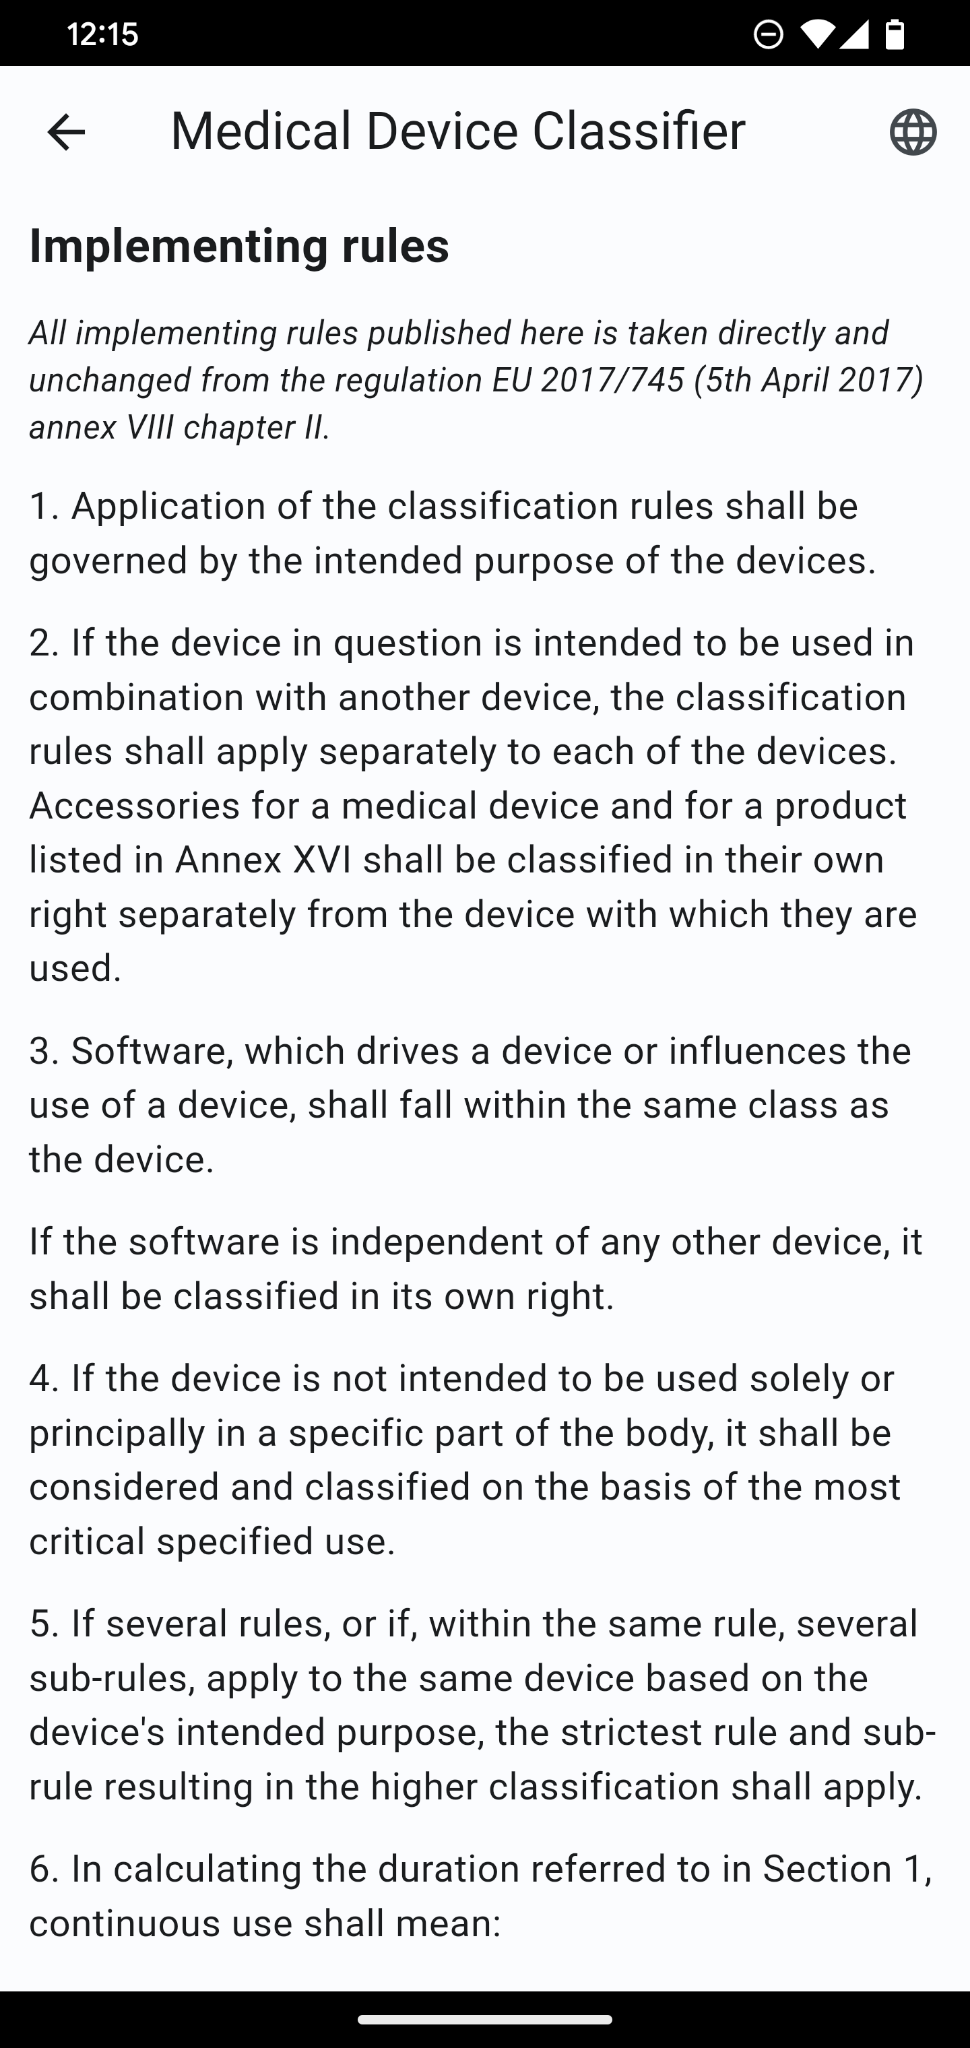 12:15
Medical Device Classifier
Implementing rules
All implementing rules published here is taken directly and
unchanged from the regulation EU 2017/745 (5th April 2017)
annex VIII chapter II.
1. Application of the classification rules shall be
governed by the intended purpose of the devices.
2. If the device in question is intended to be used in
combination with another device, the classification
rules shall apply separately to each of the devices.
Accessories for a medical device and for a product
listed in Annex XVI shall be classified in their own
right separately from the device with which they are
used.
3. Software, which drives a device or influences the
use of a device, shall fall within the same class as
the device.
If the software is independent of any other device, it
shall be classified in its own right.
4. If the device is not intended to be used solely or
principally in a specific part of the body, it shall be
considered and classified on the basis of the most
critical specified use.
5. If several rules, or if, within the same rule, several
sub-rules, apply to the same device based on the
device's intended purpose, the strictest rule and sub-
rule resulting in the higher classification shall apply.
6. In calculating the duration referred to in Section 1,
continuous use shall mean: